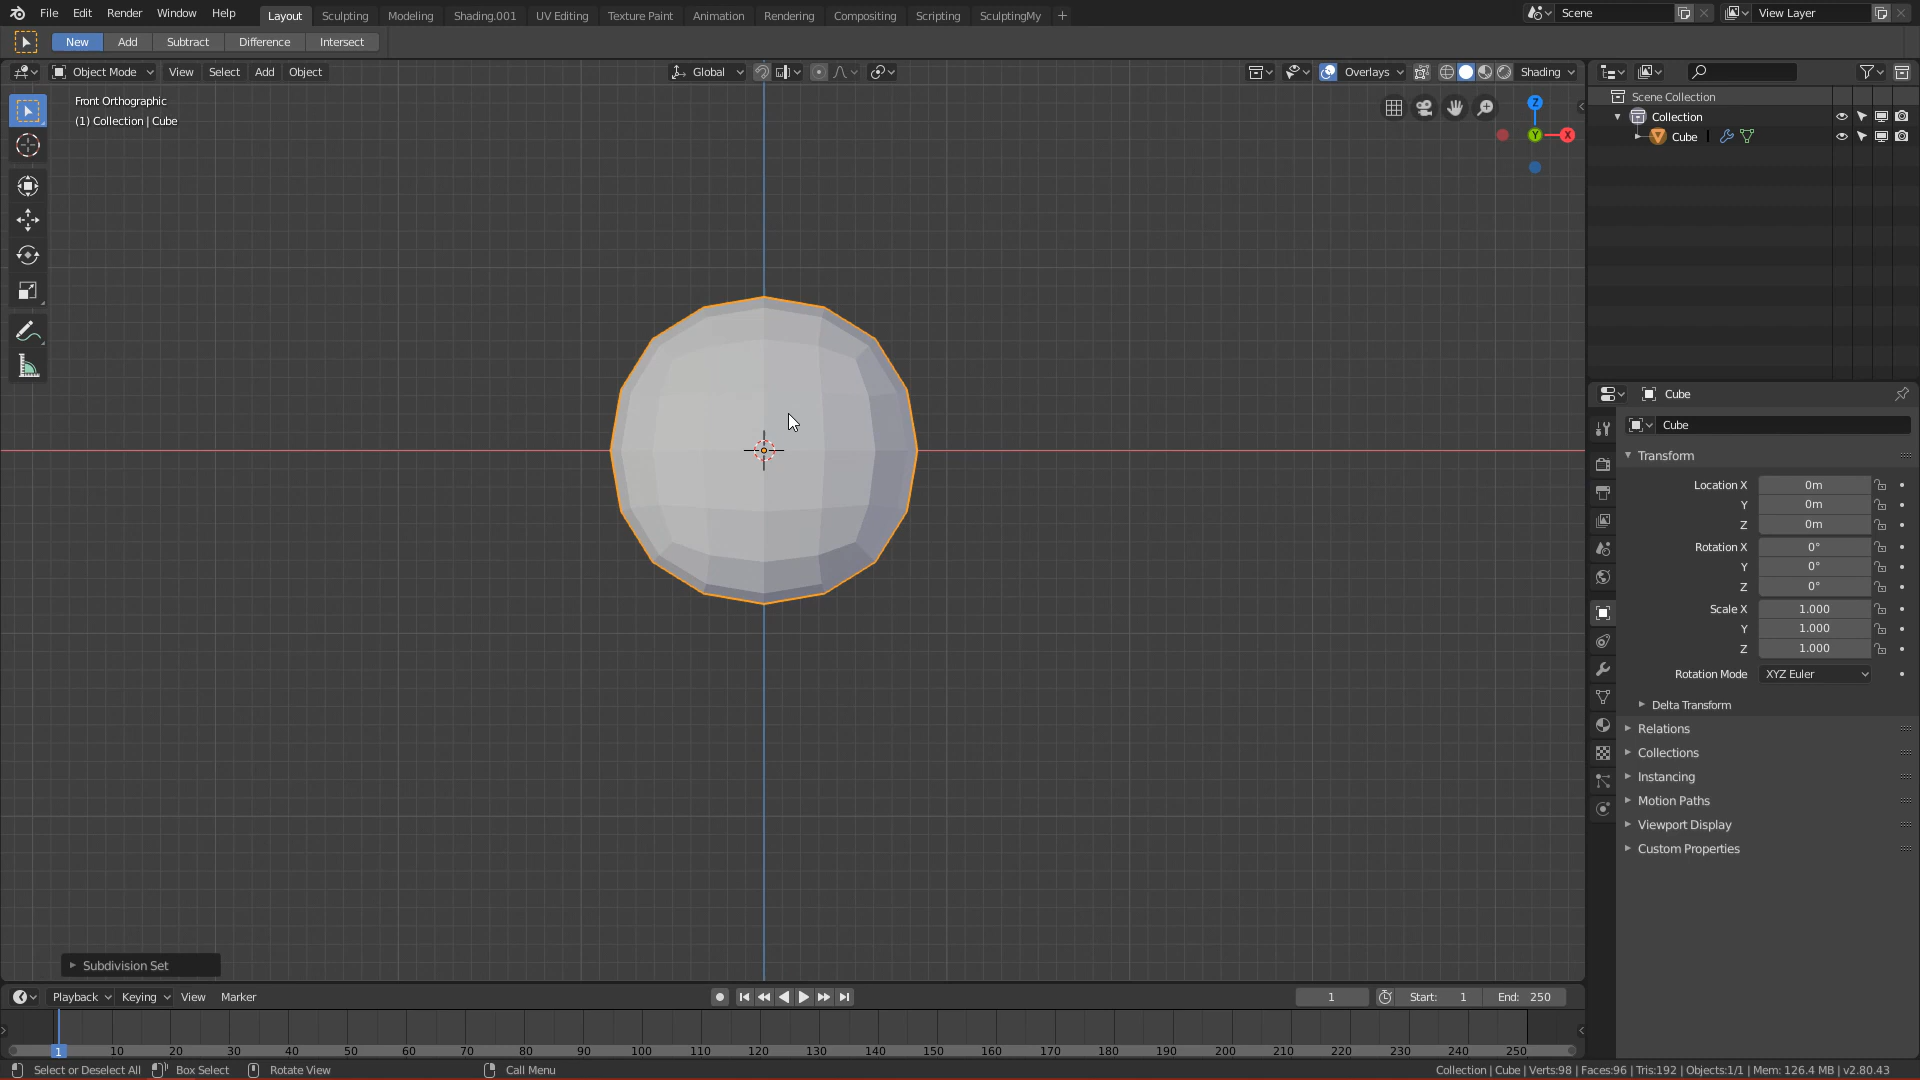 File Edit Render Window Help Layout Sculpting Modeling Shading.001 UV Editing Texture Paint Animation Rendering Compositing Scripting SculptingMy + Scene View Layer
New Add Subtract Difference Intersect
Object Mode View Select Add Object Global Overlays Shading
Front Orthographic
(1) Collection | Cube
Z
Y
X
Scene Collection
Collection
Cube
Cube
Cube
Transform
Location X 0m
Y 0m
Z 0m
Rotation X 0°
Y 0°
Z 0°
Scale X 1.000
Y 1.000
Z 1.000
Rotation Mode XYZ Euler
Delta Transform
Relations
Collections
Instancing
Motion Paths
Viewport Display
Custom Properties
Subdivision Set
Playback Keying View Marker 1 Start: 1 End: 250
1 10 20 30 40 50 60 70 80 90 100 110 120 130 140 150 160 170 180 190 200 210 220 230 240 250
Select or Deselect All Box Select Rotate View Call Menu Collection | Cube | Verts:98 | Faces:96 | Tris:192 | Objects:1/1 | Mem: 126.4 MB | v2.80.43